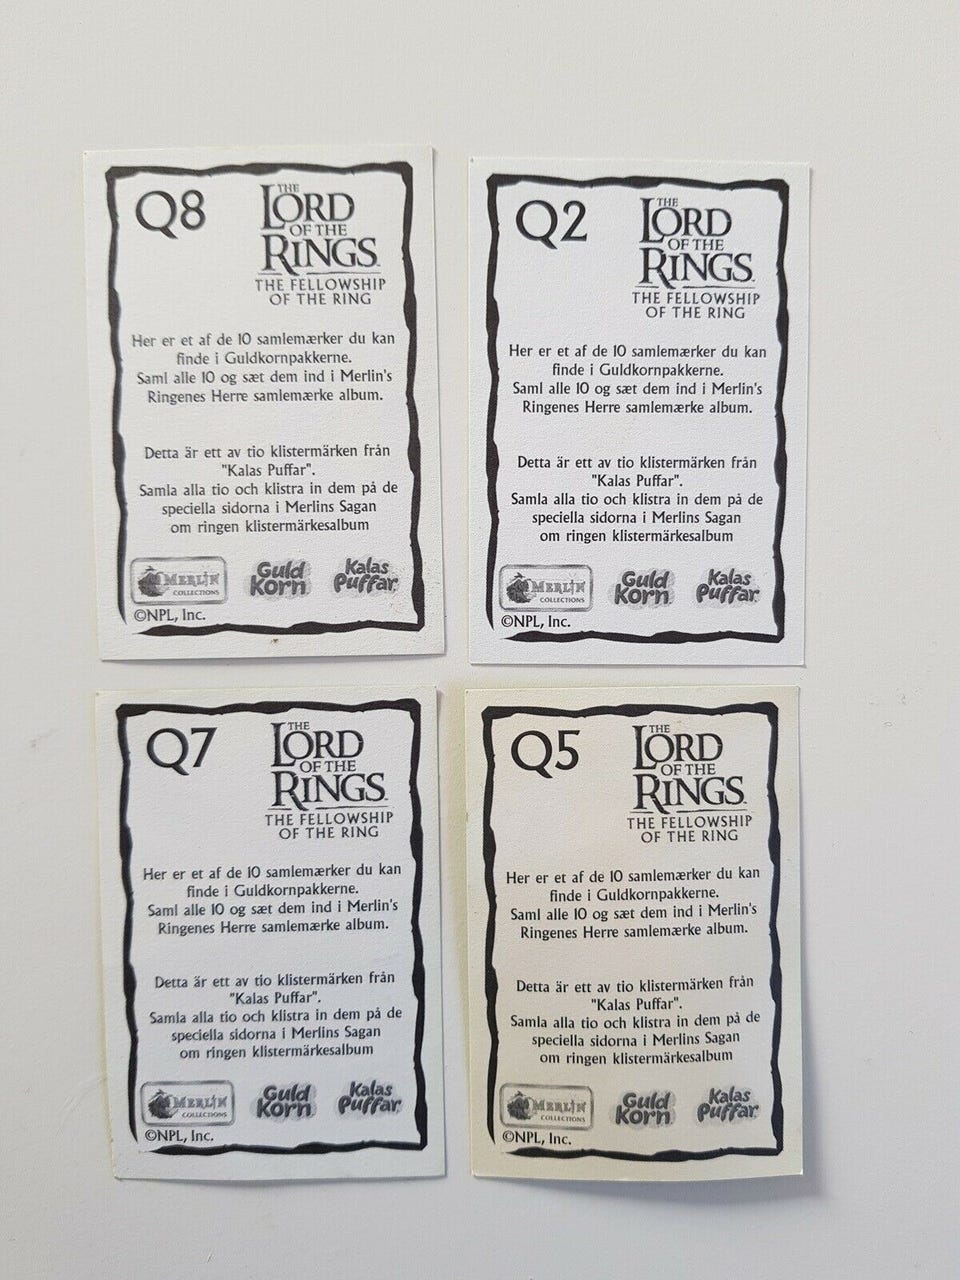 Q8
THE
LORD
OF THE
RINGS
THE FELLOWSHIP
OF THE RING
Her er et af de 10 samlemærker du kan
finde i Guldkornpakkerne.
Saml alle 10 og sæt dem ind i Merlin's
Ringenes Herre samlemærke album.
Detta är ett av tio klistermärken från
"Kalas Puffar".
Samla alla tio och klistra in dem på de
speciella sidorna i Merlins Sagan
om ringen klistermärkesalbum
MERLIN
COLLECTIONS
Guld
Korn
Kalas
Puffar
©NPL, Inc.
Q2
THE
LORD
OF THE
RINGS
THE FELLOWSHIP
OF THE RING
Her er et af de 10 samlemærker du kan
finde i Guldkornpakkerne.
Saml alle 10 og sæt dem ind i Merlin's
Ringenes Herre samlemærke album.
Detta är ett av tio klistermärken från
"Kalas Puffar".
Samla alla tio och klistra in dem på de
speciella sidorna i Merlins Sagan
om ringen klistermärkesalbum
MERLIN
COLLECTIONS
Guld
Korn
Kalas
Puffar
©NPL, Inc.
Q7
THE
LORD
OF THE
RINGS
THE FELLOWSHIP
OF THE RING
Her er et af de 10 samlemærker du kan
finde i Guldkornpakkerne.
Saml alle 10 og sæt dem ind i Merlin's
Ringenes Herre samlemærke album.
Detta är ett av tio klistermärken från
"Kalas Puffar".
Samla alla tio och klistra in dem på de
speciella sidorna i Merlins Sagan
om ringen klistermärkesalbum
MERLIN
COLLECTIONS
Guld
Korn
Kalas
Puffar
©NPL, Inc.
Q5
THE
LORD
OF THE
RINGS
THE FELLOWSHIP
OF THE RING
Her er et af de 10 samlemærker du kan
finde i Guldkornpakkerne.
Saml alle 10 og sæt dem ind i Merlin's
Ringenes Herre samlemærke album.
Detta är ett av tio klistermärken från
"Kalas Puffar".
Samla alla tio och klistra in dem på de
speciella sidorna i Merlins Sagan
om ringen klistermärkesalbum
MERLIN
COLLECTIONS
Guld
Korn
Kalas
Puffar
©NPL, Inc.